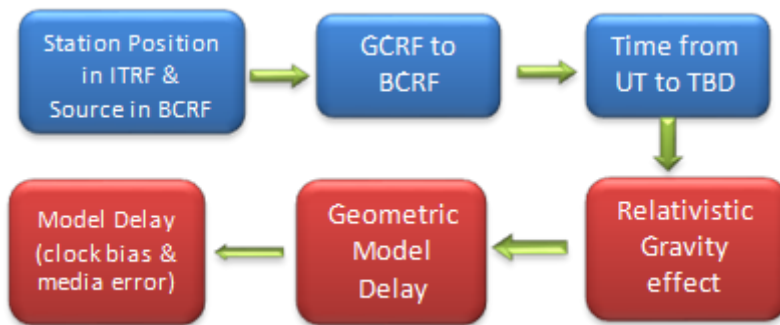 Station Position
in ITRF &
Source in BCRF
GCRF to
BCRF
Time from
UT to TBD
Relativistic
Gravity
effect
Geometric
Model
Delay
Model Delay
(clock bias &
media error)